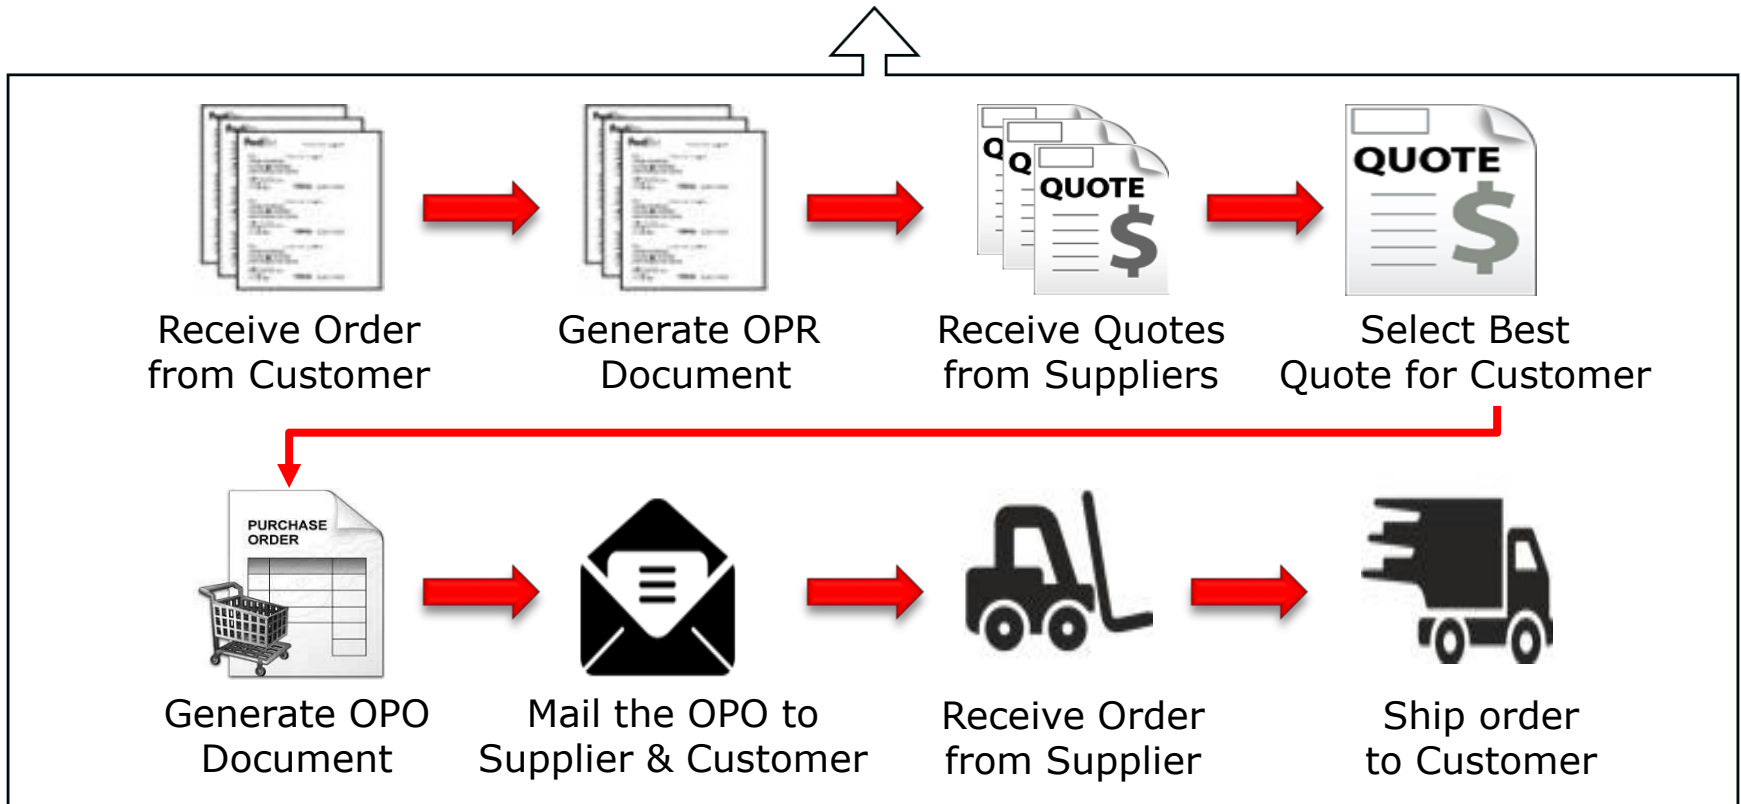 QUOTE
QUOTE
Receive Order
from Customer
Generate OPR
Document
Receive Quotes
from Suppliers
Select Best
Quote for Customer
PURCHASE
ORDER
Generate OPO
Document
Mail the OPO to
Supplier & Customer
Receive Order
from Supplier
Ship order
to Customer